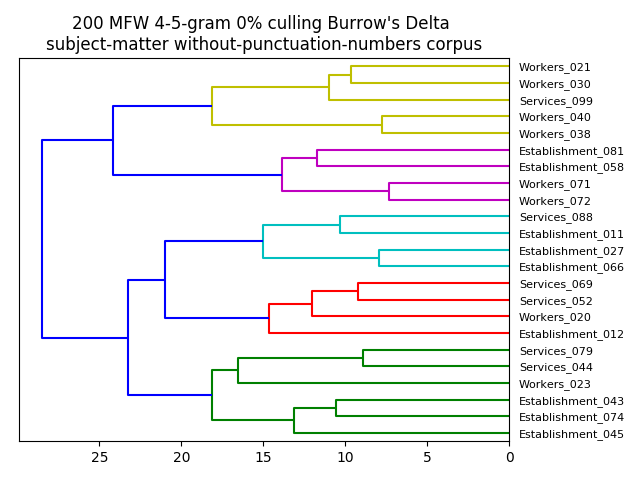 200 MFW 4-5-gram 0% culling Burrow's Delta
subject-matter without-punctuation-numbers corpus
Workers_021
Workers_030
Services_099
Workers_040
Workers_038
Establishment_081
Establishment_058
Workers_071
Workers_072
Services_088
Establishment_011
Establishment_027
Establishment_066
Services_069
Services_052
Workers_020
Establishment_012
Services_079
Services_044
Workers_023
Establishment_043
Establishment_074
Establishment_045
25 20 15 10 5 0